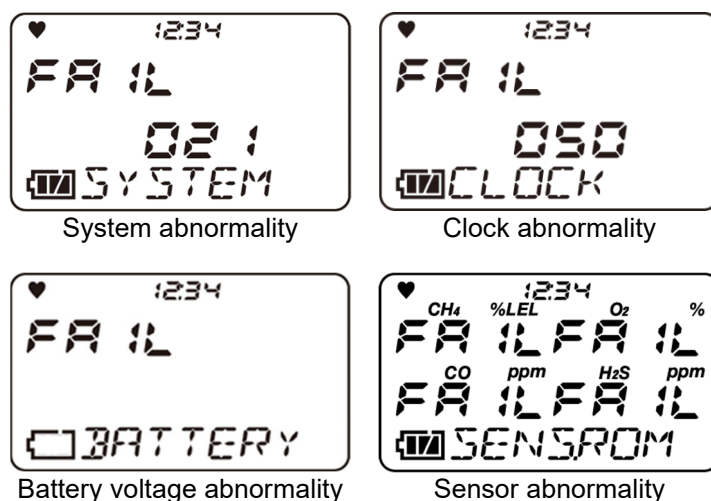 12:34
FAIL
021
SYSTEM
System abnormality
12:34
FAIL
050
CLOCK
Clock abnormality
12:34
FAIL
BATTERY
Battery voltage abnormality
12:34
CH4 %LEL O2 %
FAIL FAIL
CO ppm H2S ppm
FAIL FAIL
SENSROM
Sensor abnormality